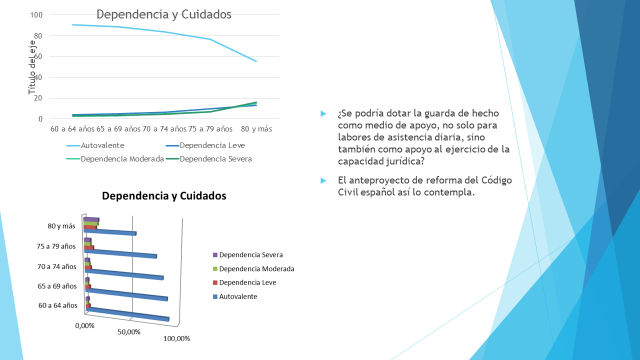 Dependencia y Cuidados
Título del eje
100
80
60
40
20
0
60 a 64 años 65 a 69 años 70 a 74 años 75 a 79 años 80 y más
Autovalente Dependencia Leve
Dependencia Moderada Dependencia Severa
Dependencia y Cuidados
80 y más
75 a 79 años
70 a 74 años
65 a 69 años
60 a 64 años
0,00% 50,00% 100,00%
Dependencia Severa
Dependencia Moderada
Dependencia Leve
Autovalente
¿Se podría dotar la guarda de hecho
como medio de apoyo, no solo para
labores de asistencia diaria, sino
también como apoyo al ejercicio de la
capacidad jurídica?
El anteproyecto de reforma del Código
Civil español así lo contempla.